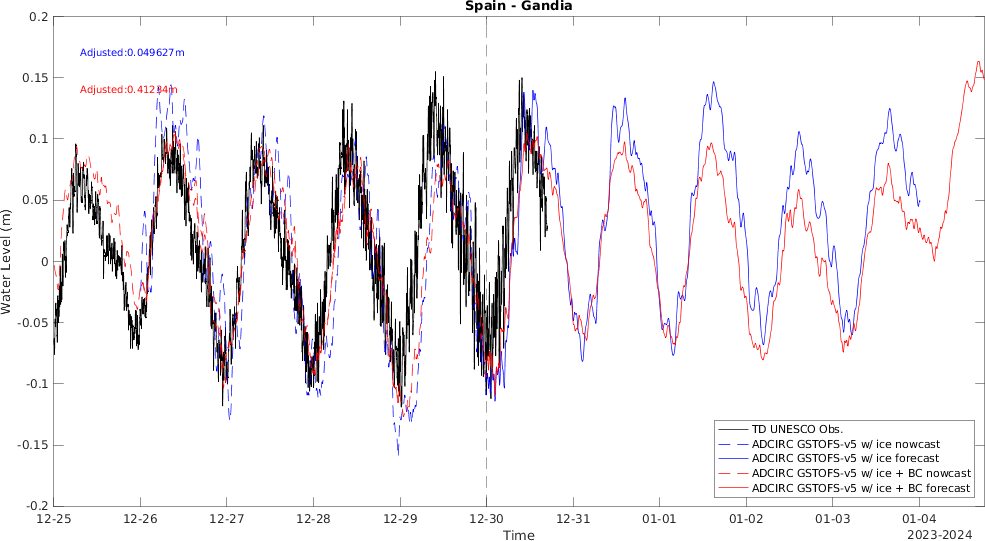 Spain - Gandia
0.2
0.15
0.1
0.05
0
-0.05
-0.1
-0.15
-0.2
Water Level (m)
Adjusted:0.049627m
Adjusted:0.41284m
TD UNESCO Obs.
ADCIRC GSTOFS-v5 w/ ice nowcast
ADCIRC GSTOFS-v5 w/ ice forecast
ADCIRC GSTOFS-v5 w/ ice + BC nowcast
ADCIRC GSTOFS-v5 w/ ice + BC forecast
12-25 12-26 12-27 12-28 12-29 12-30 12-31 01-01 01-02 01-03 01-04
Time
2023-2024